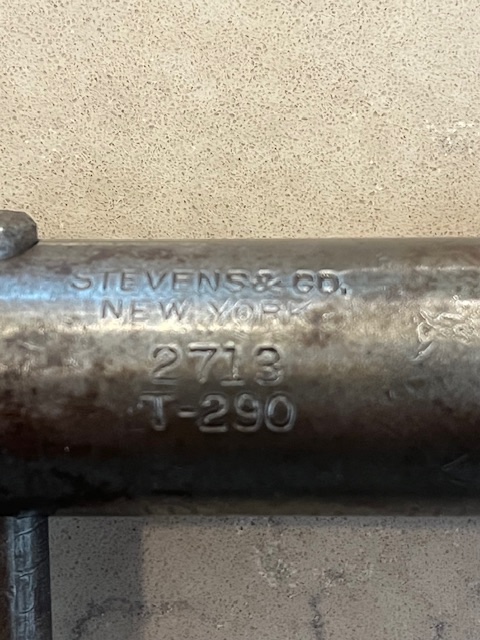 STEVENS & CO.
NEW YORK
2713
T-290